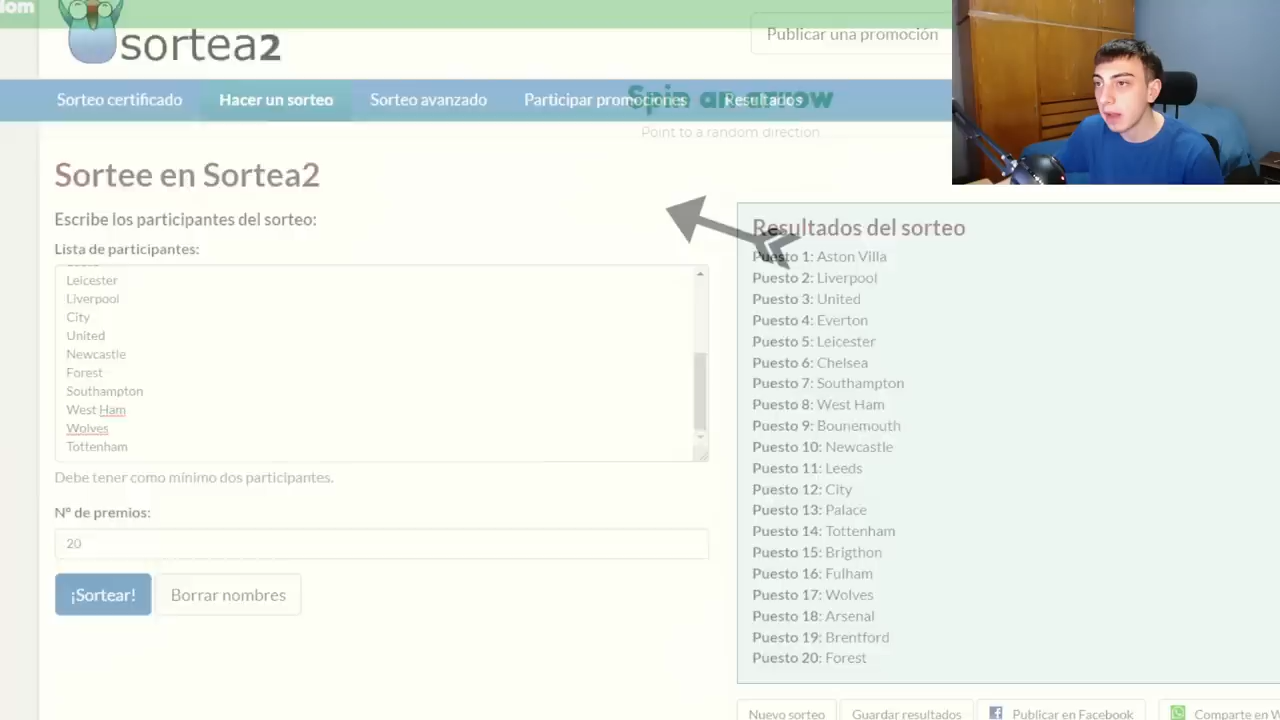 dom
sortea2
Publicar una promoción
Sorteo certificado
Hacer un sorteo
Sorteo avanzado
Participar promociones
Resultados
Spin an arrow
Point to a random direction
Sortee en Sortea2
Escribe los participantes del sorteo:
Lista de participantes:
Leicester
Liverpool
City
United
Newcastle
Forest
Southampton
West Ham
Wolves
Tottenham
Debe tener como mínimo dos participantes.
Nº de premios:
20
¡Sortear!
Borrar nombres
Resultados del sorteo
Puesto 1: Aston Villa
Puesto 2: Liverpool
Puesto 3: United
Puesto 4: Everton
Puesto 5: Leicester
Puesto 6: Chelsea
Puesto 7: Southampton
Puesto 8: West Ham
Puesto 9: Bounemouth
Puesto 10: Newcastle
Puesto 11: Leeds
Puesto 12: City
Puesto 13: Palace
Puesto 14: Tottenham
Puesto 15: Brigthon
Puesto 16: Fulham
Puesto 17: Wolves
Puesto 18: Arsenal
Puesto 19: Brentford
Puesto 20: Forest
Nuevo sorteo
Guardar resultados
Publicar en Facebook
Comparte en W